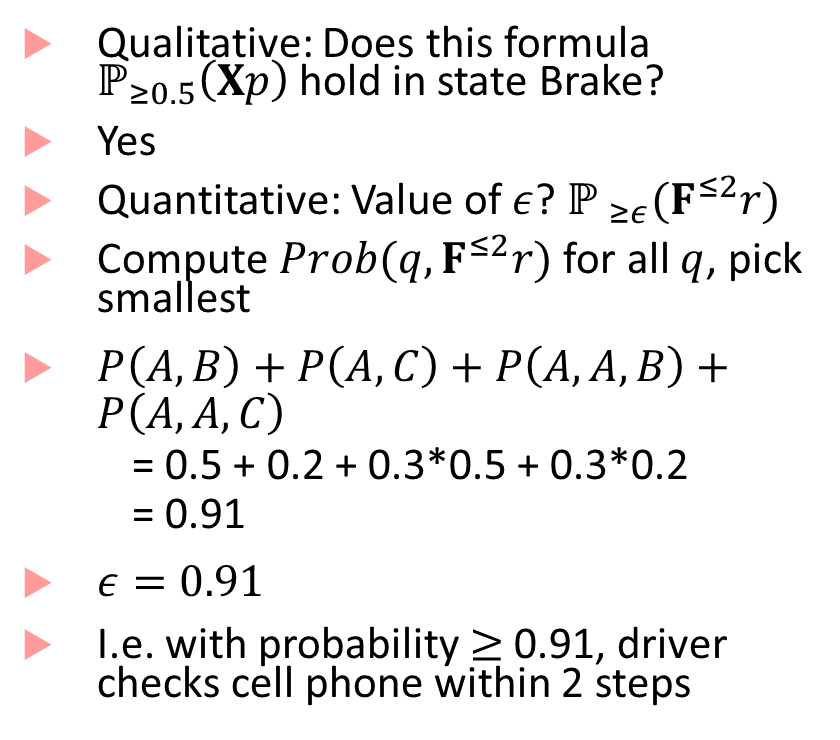 Qualitative: Does this formula
ℙ≥0.5(𝐗𝑝) hold in state Brake?
Yes
Quantitative: Value of 𝜖? ℙ ≥𝜖(𝐅≤2𝑟)
Compute 𝑃𝑟𝑜𝑏(𝑞, 𝐅≤2𝑟) for all 𝑞, pick
smallest
𝑃(𝐴, 𝐵) + 𝑃(𝐴, 𝐶) + 𝑃(𝐴, 𝐴, 𝐵) +
𝑃(𝐴, 𝐴, 𝐶)
= 0.5 + 0.2 + 0.3*0.5 + 0.3*0.2
= 0.91
𝜖 = 0.91
I.e. with probability ≥ 0.91, driver
checks cell phone within 2 steps